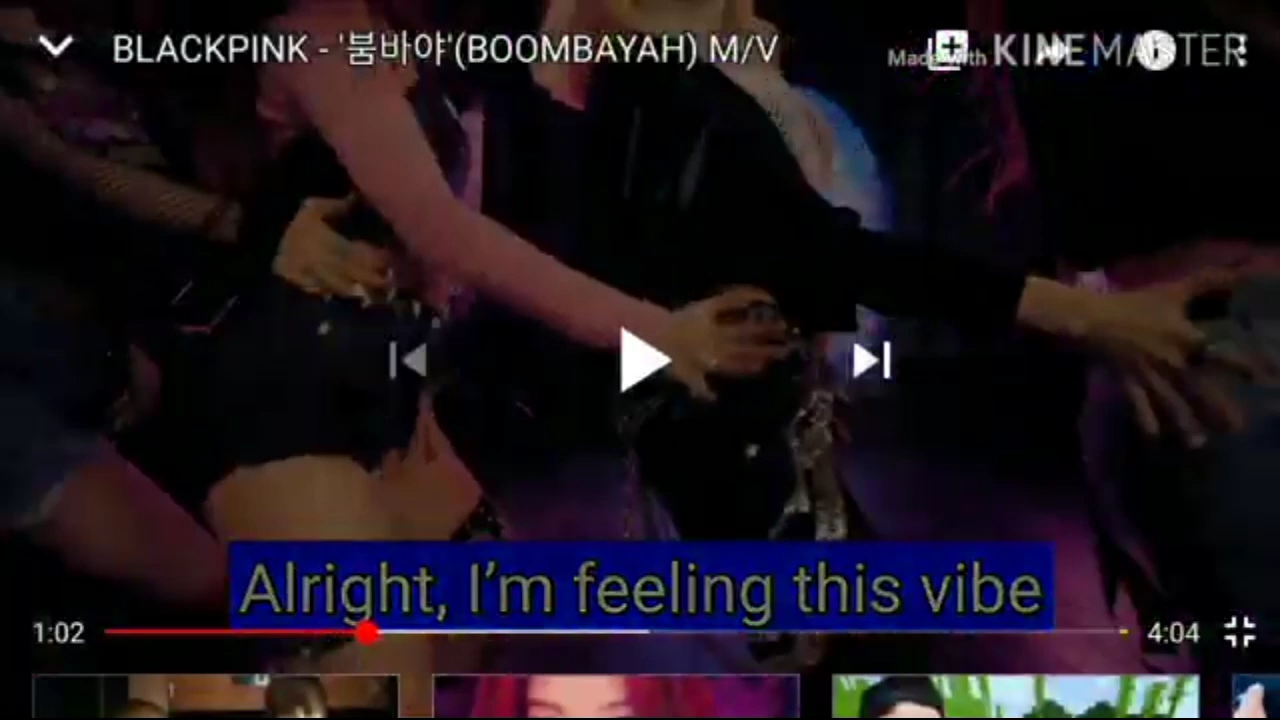 BLACKPINK - '붐바야'(BOOMBAYAH) M/V
Made with KINEMASTER
Alright, I’m feeling this vibe
1:02
4:04